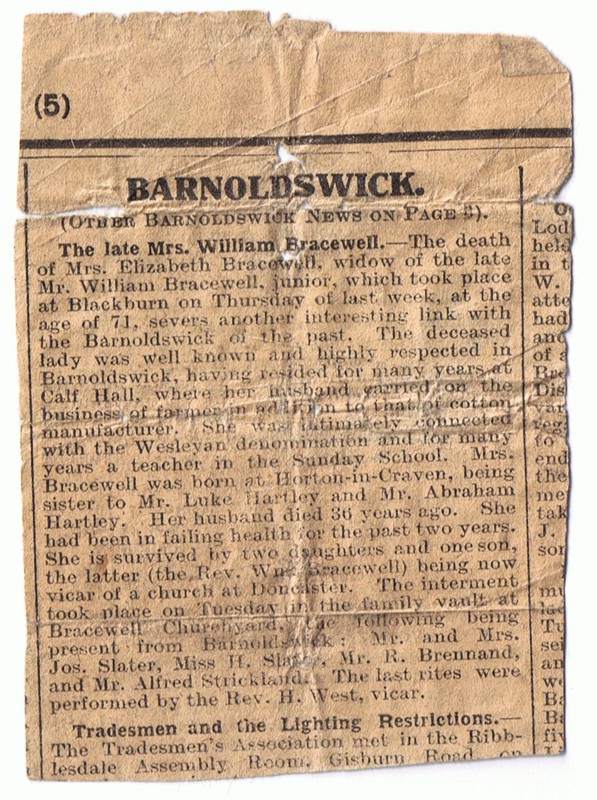 (5)
BARNOLDSWICK.
(OTHER BARNOLDSWICK NEWS ON PAGE 3).
The late Mrs. William Bracewell.—The death
of Mrs. Elizabeth Bracewell, widow of the late
Mr. William Bracewell, junior, which took place
at Blackburn on Thursday of last week, at the
age of 71, severs another interesting link with
the Barnoldswick of the past. The deceased
lady was well known and highly respected in
Barnoldswick, having resided for many years at
Calf Hall, where her husband carried on the
business of farmer in addition to that of cotton
manufacturer. She was intimately connected
with the Wesleyan denomination and for many
years a teacher in the Sunday School. Mrs.
Bracewell was born at Horton-in-Craven, being
sister to Mr. Luke Hartley and Mr. Abraham
Hartley. Her husband died 36 years ago. She
had been in failing health for the past two years.
She is survived by two daughters and one son,
the latter (the Rev. Wm. Bracewell) being now
vicar of a church at Doncaster. The interment
took place on Tuesday in the family vault at
Bracewell Churchyard, the following being
present from Barnoldswick: Mr. and Mrs.
Jos. Slater, Miss H. Slater, Mr. R. Brennand,
and Mr. Alfred Strickland. The last rites were
performed by the Rev. H. West, vicar.
Tradesmen and the Lighting Restrictions.—
The Tradesmen's Association met in the Ribb-
lesdale Assembly Room, Gisburn Road, on